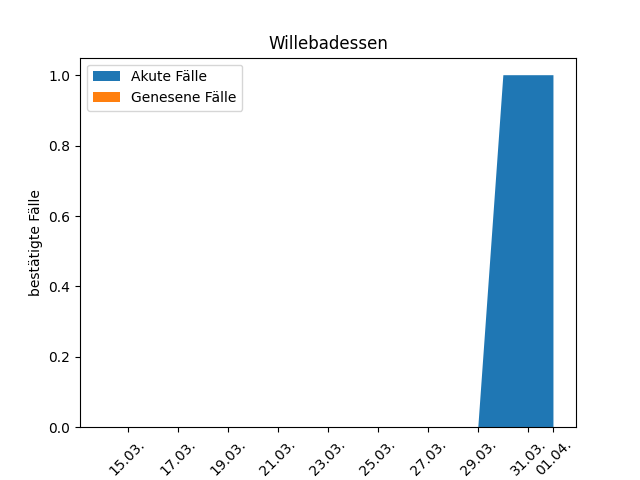 Willebadessen
Akute Fälle
Genesene Fälle
bestätigte Fälle
1.0
0.8
0.6
0.4
0.2
0.0
15.03. 17.03. 19.03. 21.03. 23.03. 25.03. 27.03. 29.03. 31.03. 01.04.